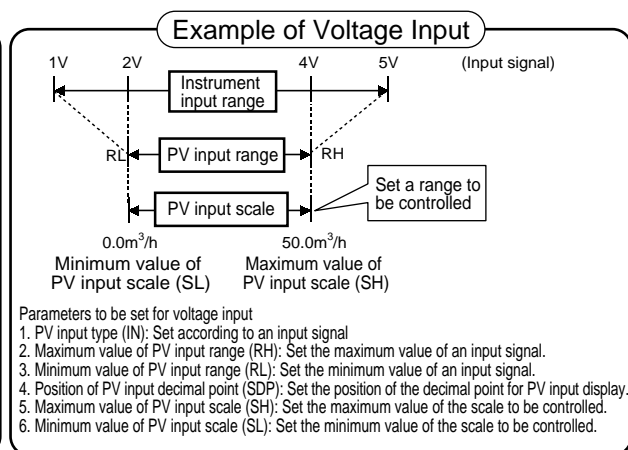 Example of Voltage Input
1V 2V 4V 5V (Input signal)
Instrument
input range
RL PV input range RH
PV input scale
Set a range to
be controlled
0.0m³/h 50.0m³/h
Minimum value of Maximum value of
PV input scale (SL) PV input scale (SH)
Parameters to be set for voltage input
1. PV input type (IN): Set according to an input signal
2. Maximum value of PV input range (RH): Set the maximum value of an input signal.
3. Minimum value of PV input range (RL): Set the minimum value of an input signal.
4. Position of PV input decimal point (SDP): Set the position of the decimal point for PV input display.
5. Maximum value of PV input scale (SH): Set the maximum value of the scale to be controlled.
6. Minimum value of PV input scale (SL): Set the minimum value of the scale to be controlled.